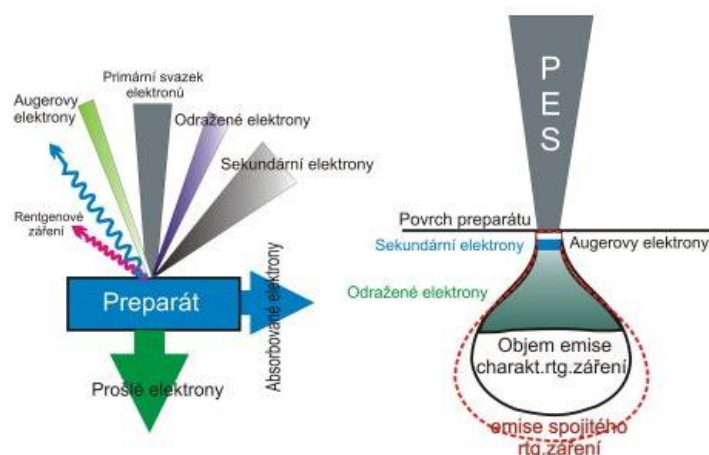 Primární svazek
elektronů
Augerovy
elektrony
Odražené elektrony
Sekundární elektrony
Rentgenové
záření
Preparát
Absorbované elektrony
Prošlé elektrony
PES
Povrch preparátu
Sekundární elektrony
Augerovy elektrony
Odražené elektrony
Objem emise
charakt.rtg.záření
emise spojitého
rtg.záření